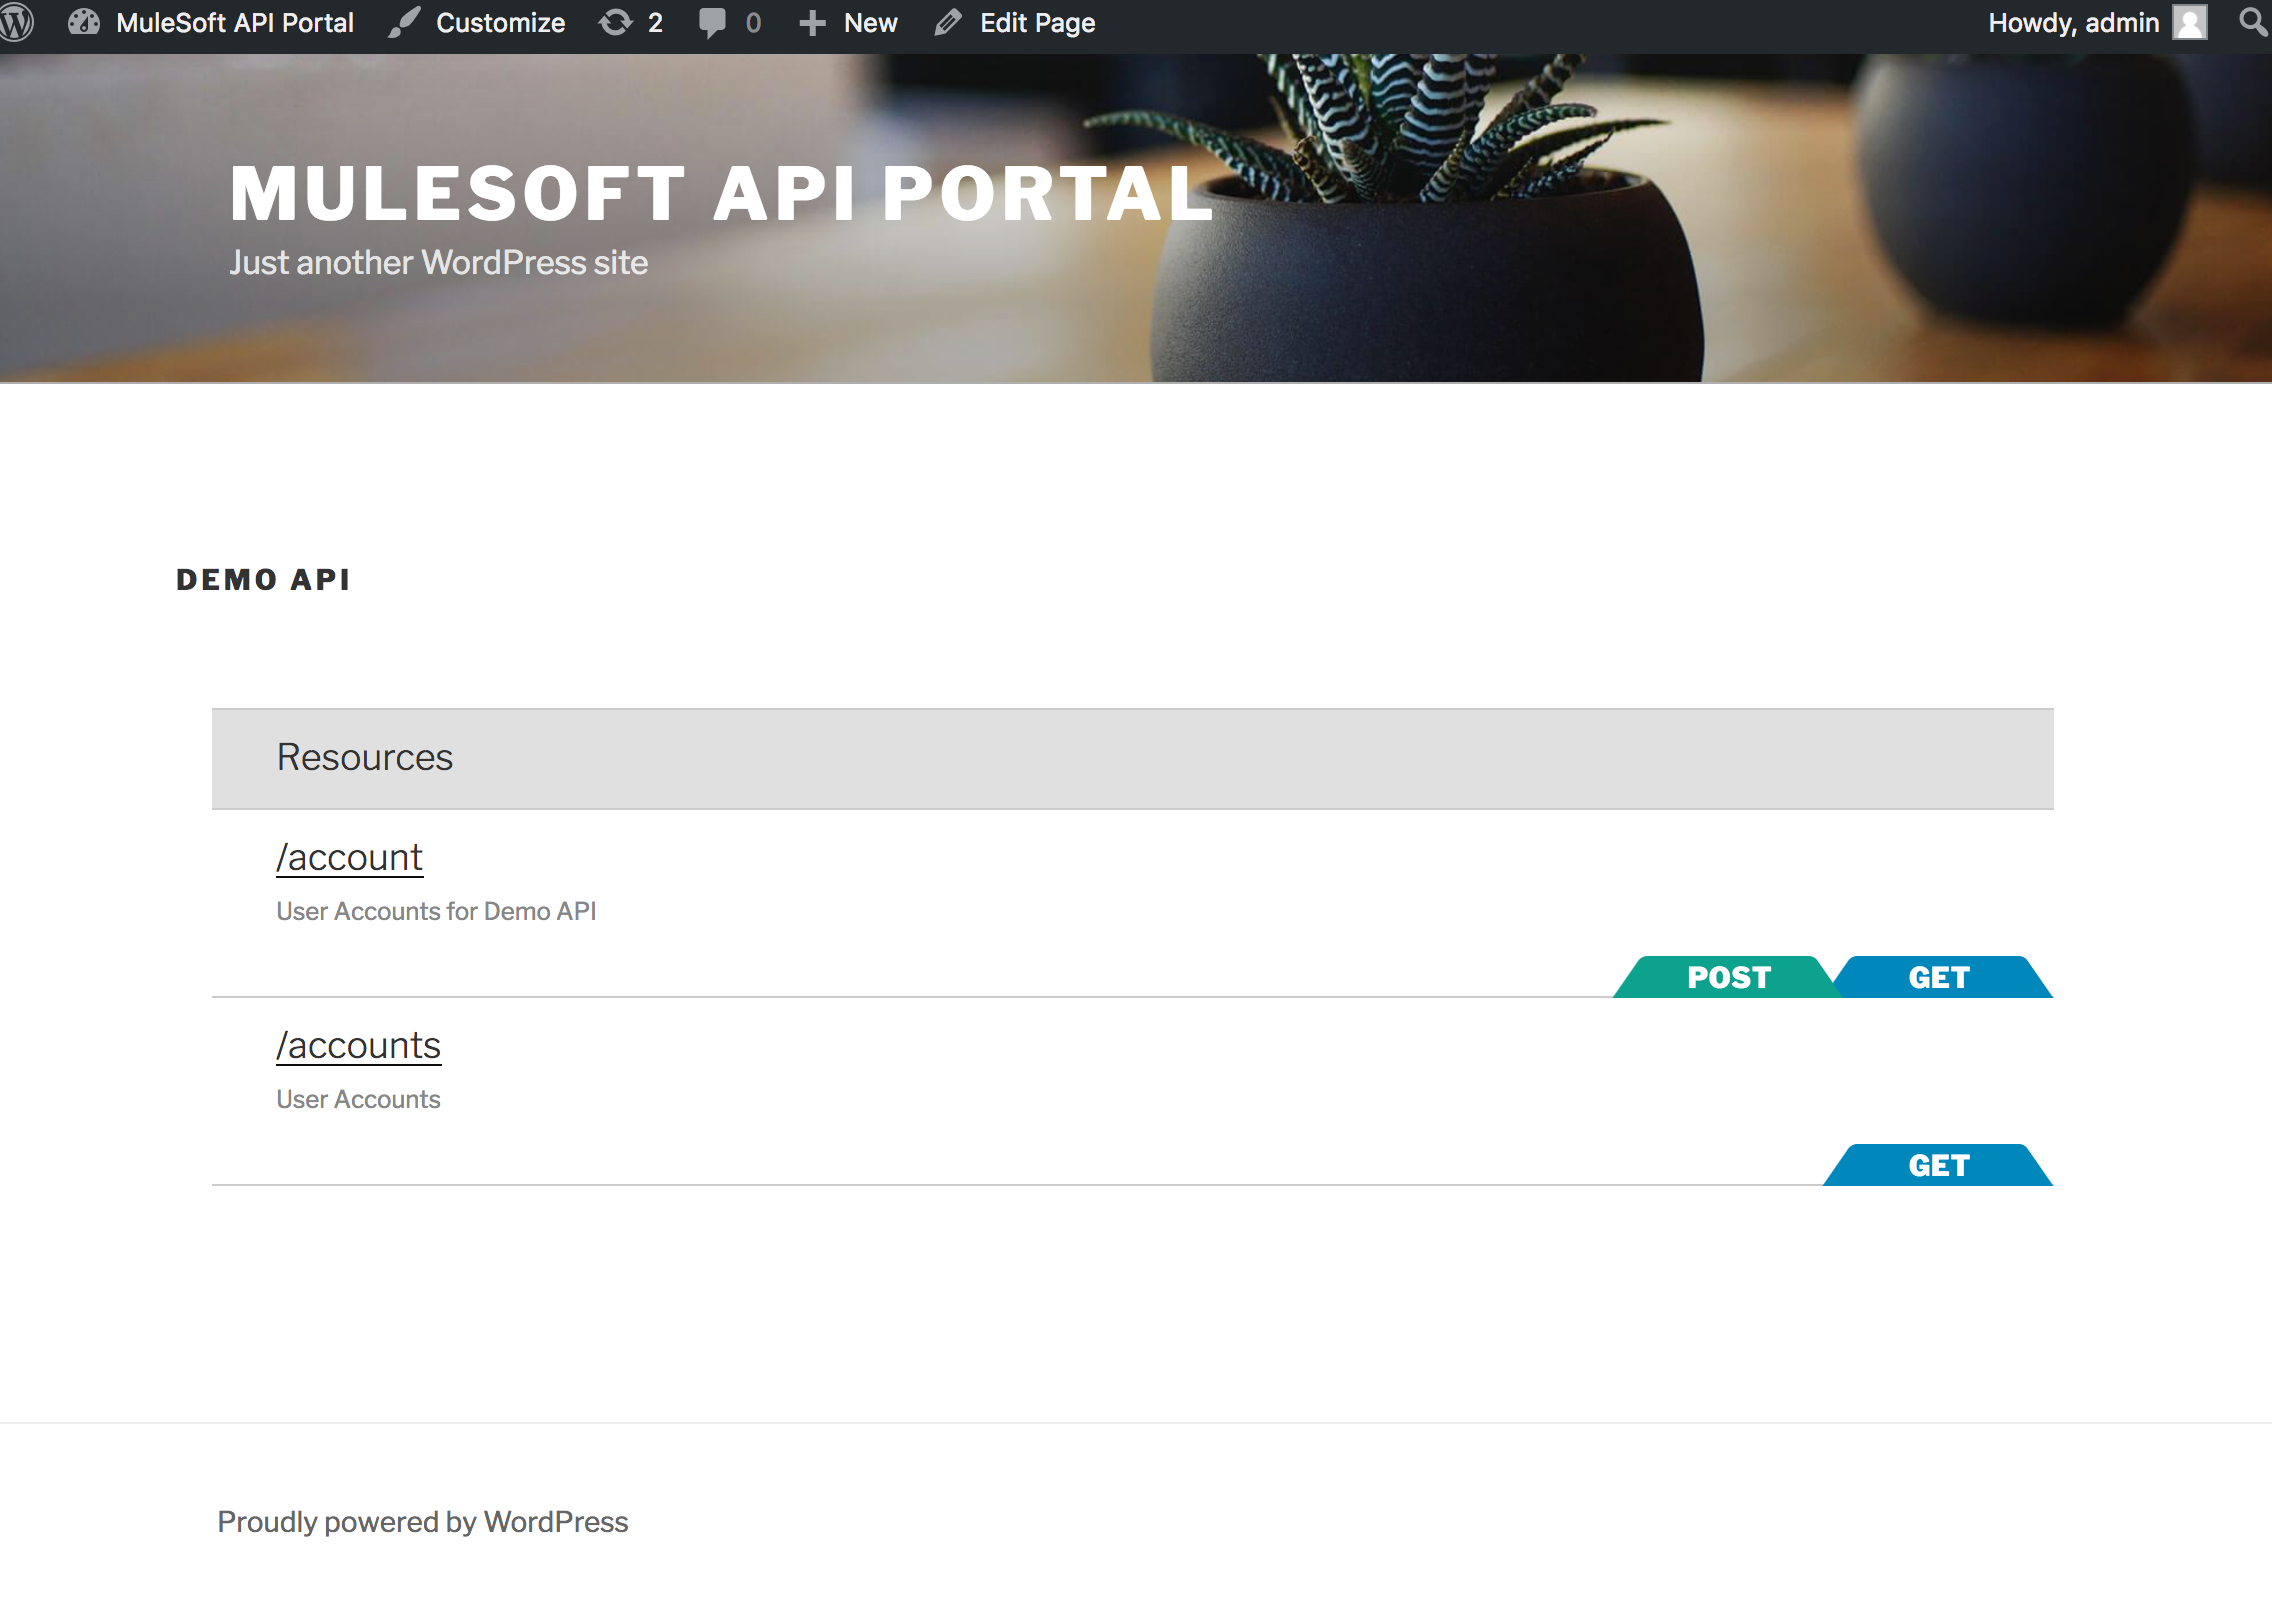 MuleSoft API Portal Customize 2 0 New Edit Page Howdy, admin
MULESOFT API PORTAL
Just another WordPress site
DEMO API
Resources
/account
User Accounts for Demo API
POST GET
/accounts
User Accounts
GET
Proudly powered by WordPress